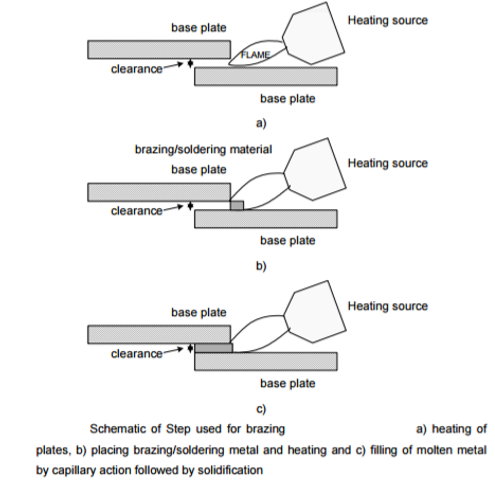 base plate
Heating source
FLAME
clearance
base plate
a)
brazing/soldering material
base plate
Heating source
clearance
base plate
b)
base plate
Heating source
clearance
base plate
c)
Schematic of Step used for brazing a) heating of
plates, b) placing brazing/soldering metal and heating and c) filling of molten metal
by capillary action followed by solidification